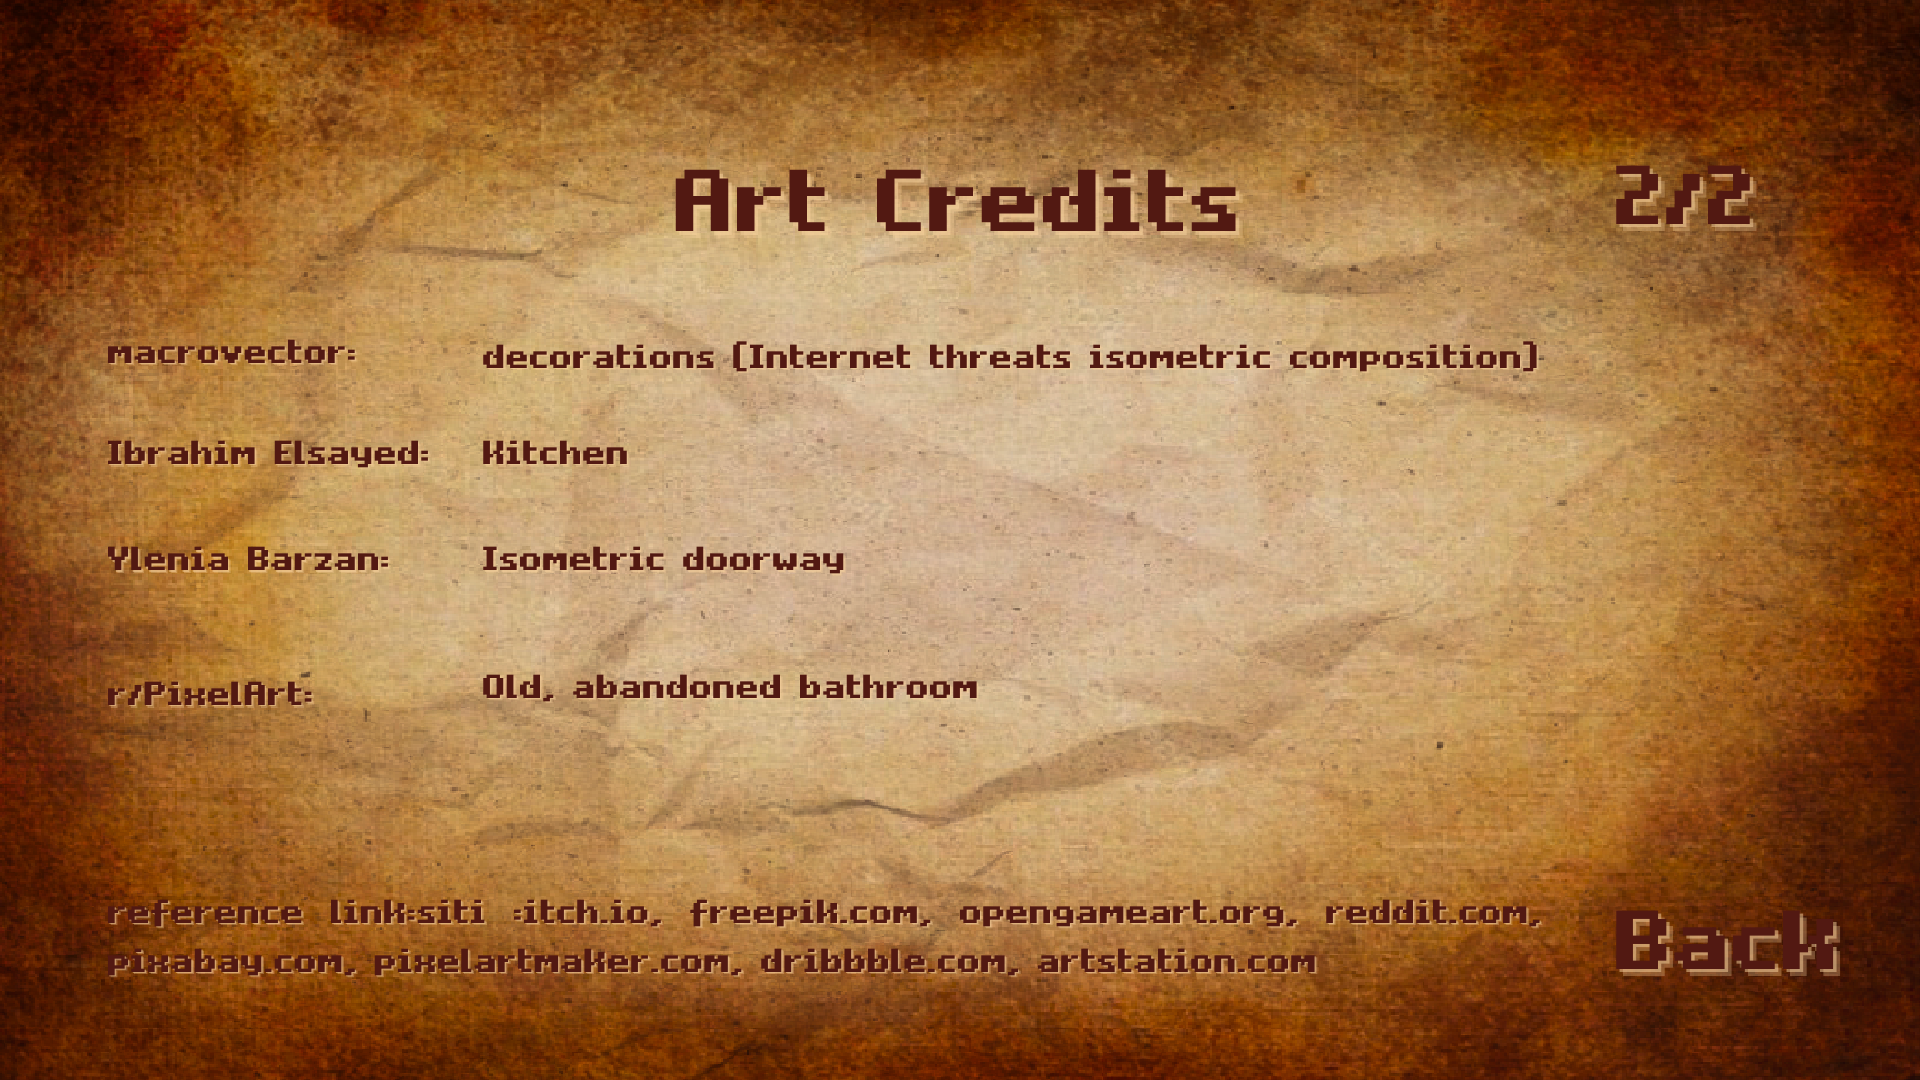 Art Credits
2/2
macrovector: decorations (Internet threats isometric composition)
Ibrahim Elsayed: Kitchen
Ylenia Barzan: Isometric doorway
r/PixelArt: Old, abandoned bathroom
reference link:siti :itch.io, freepik.com, opengameart.org, reddit.com,
pixabay.com, pixelartmaker.com, dribbble.com, artstation.com
Back